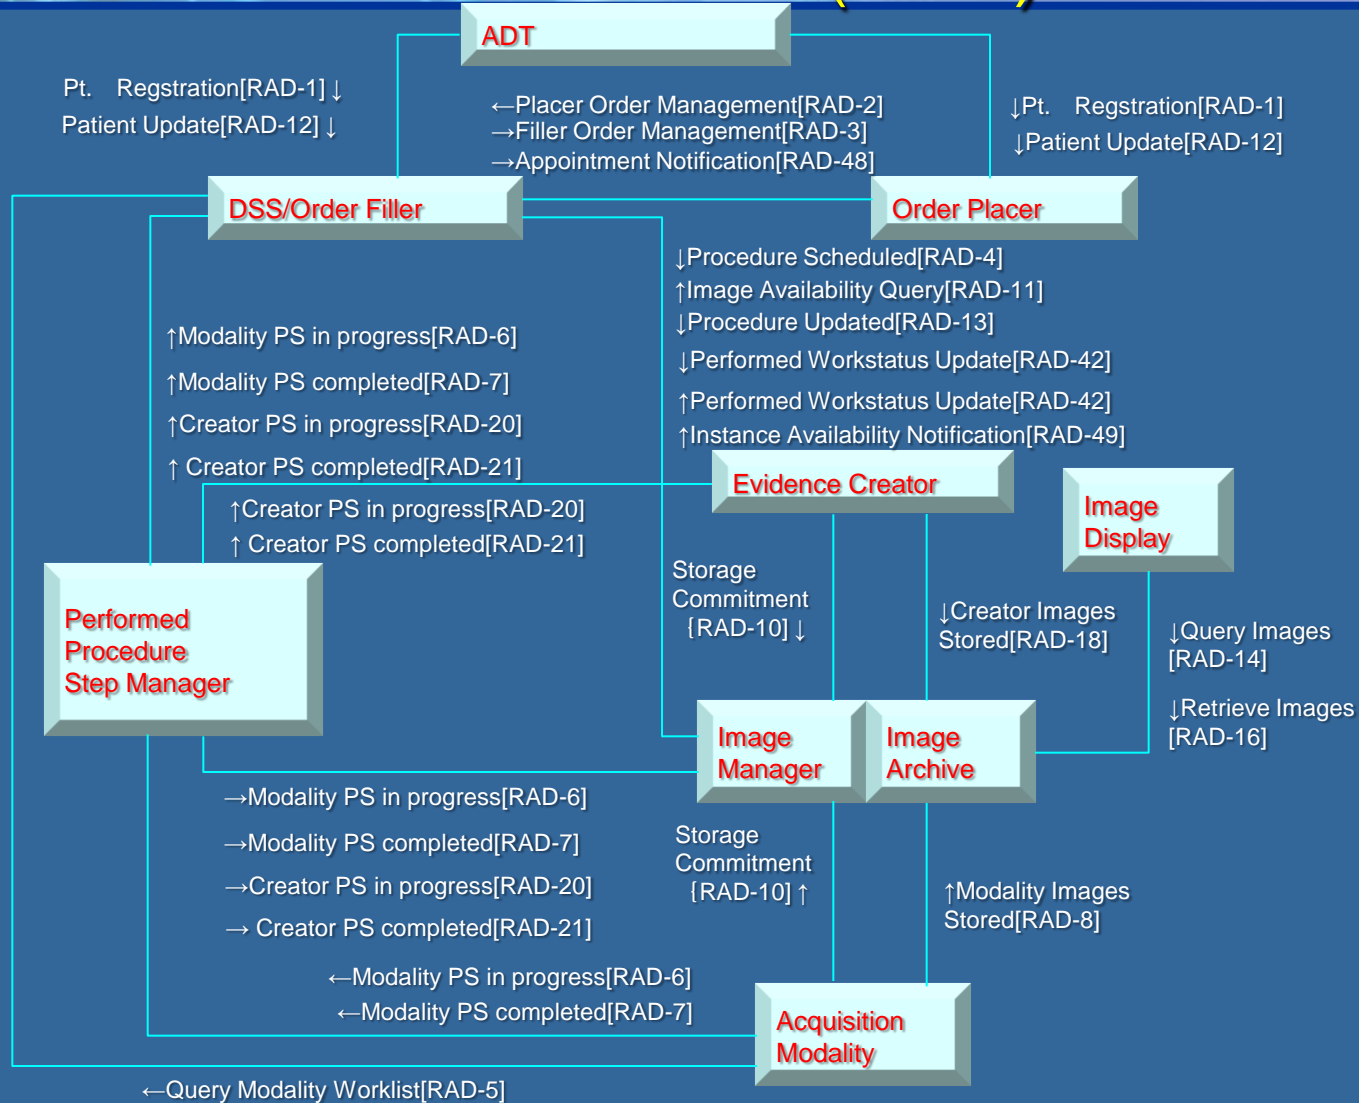 ADT
Pt. Regstration[RAD-1]↓
Patient Update[RAD-12]↓
←Placer Order Management[RAD-2]
→Filler Order Management[RAD-3]
→Appointment Notification[RAD-48]
↓Pt. Regstration[RAD-1]
↓Patient Update[RAD-12]
DSS/Order Filler
Order Placer
↓Procedure Scheduled[RAD-4]
↑Image Availability Query[RAD-11]
↓Procedure Updated[RAD-13]
↓Performed Workstatus Update[RAD-42]
↑Performed Workstatus Update[RAD-42]
↑Instance Availability Notification[RAD-49]
↑Modality PS in progress[RAD-6]
↑Modality PS completed[RAD-7]
↑Creator PS in progress[RAD-20]
↑ Creator PS completed[RAD-21]
Evidence Creator
Image
Display
↑Creator PS in progress[RAD-20]
↑ Creator PS completed[RAD-21]
Performed
Procedure
Step Manager
Storage
Commitment
{RAD-10]↓
↓Creator Images
Stored[RAD-18]
↓Query Images
[RAD-14]
↓Retrieve Images
[RAD-16]
Image
Manager
Image
Archive
→Modality PS in progress[RAD-6]
→Modality PS completed[RAD-7]
→Creator PS in progress[RAD-20]
→ Creator PS completed[RAD-21]
Storage
Commitment
{RAD-10]↑
↑Modality Images
Stored[RAD-8]
←Modality PS in progress[RAD-6]
←Modality PS completed[RAD-7]
Acquisition
Modality
←Query Modality Worklist[RAD-5]